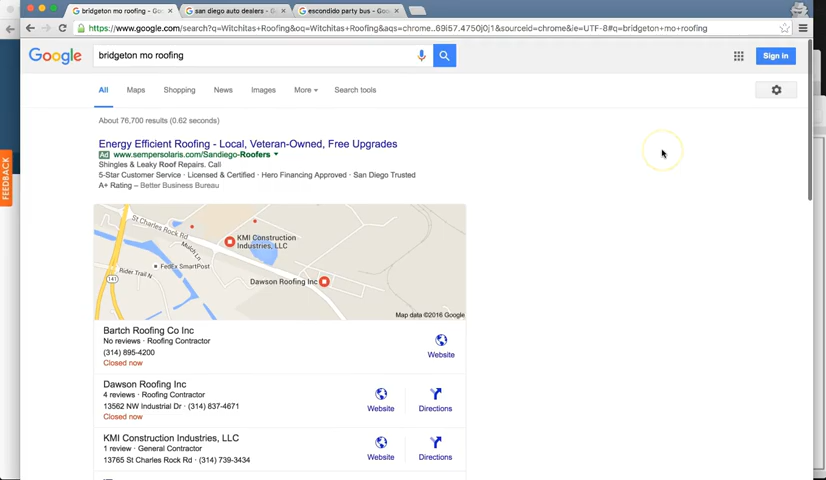 bridgeton mo roofing - Goo
san diego auto dealers - G
escondido party bus - Goo
https://www.google.com/search?q=Witchitas+Roofing&oq=Witchitas+Roofing&aqs=chrome..69i57.4750j0j1&sourceid=chrome&ie=UTF-8#q=bridgeton+mo+roofing
Google
bridgeton mo roofing
Sign in
All Maps Shopping News Images More Search tools
About 76,700 results (0.62 seconds)
Energy Efficient Roofing - Local, Veteran-Owned, Free Upgrades
Ad www.sempersolaris.com/Sandiego-Roofers
Shingles & Leaky Roof Repairs. Call
5-Star Customer Service · Licensed & Certified · Hero Financing Approved · San Diego Trusted
A+ Rating – Better Business Bureau
FEEDBACK
St Charles Rock Rd
Mulch Ln
KMI Construction
Industries, LLC
FedEx SmartPost
Rider Trail N
141
Dawson Roofing Inc
Map data ©2016 Google
Bartch Roofing Co Inc
No reviews · Roofing Contractor
(314) 895-4200
Closed now
Website
Dawson Roofing Inc
4 reviews · Roofing Contractor
13562 NW Industrial Dr · (314) 837-4671
Closed now
Website Directions
KMI Construction Industries, LLC
1 review · General Contractor
13765 St Charles Rock Rd · (314) 739-3434
Website Directions